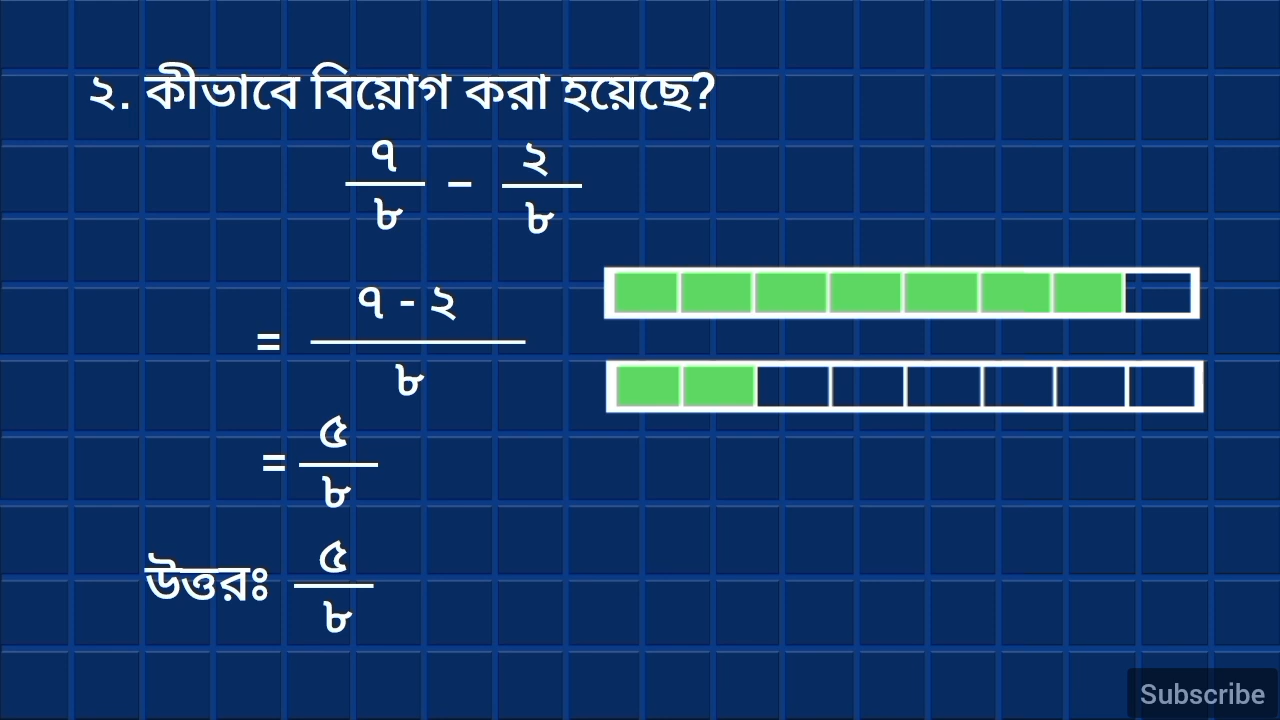 ২. কীভাবে বিয়োগ করা হয়েছে?
৭/৮ – ২/৮
= ৭ - ২/৮
= ৫/৮
উত্তরঃ ৫/৮
Subscribe